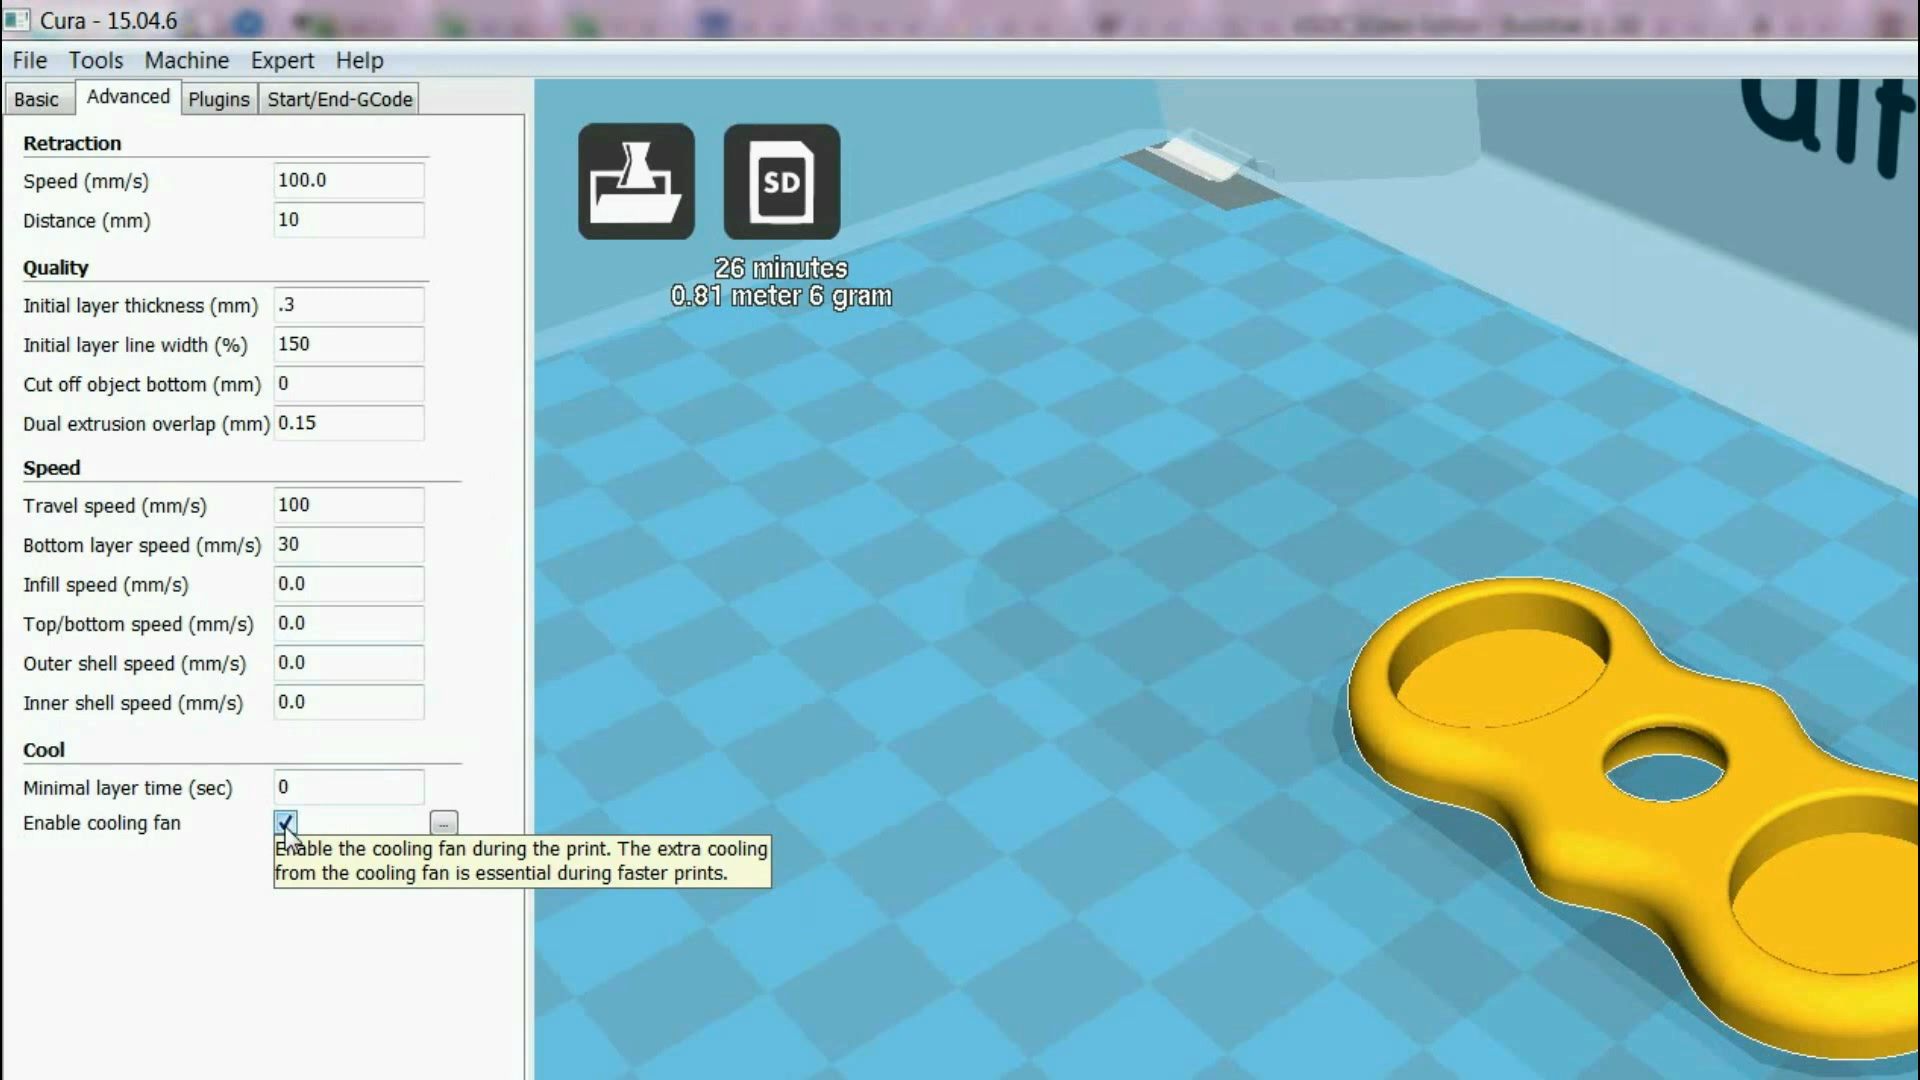 Cura - 15.04.6
File Tools Machine Expert Help
Basic Advanced Plugins Start/End-GCode
Retraction
Speed (mm/s) 100.0
Distance (mm) 10
Quality
Initial layer thickness (mm) .3
Initial layer line width (%) 150
Cut off object bottom (mm) 0
Dual extrusion overlap (mm) 0.15
Speed
Travel speed (mm/s) 100
Bottom layer speed (mm/s) 30
Infill speed (mm/s) 0.0
Top/bottom speed (mm/s) 0.0
Outer shell speed (mm/s) 0.0
Inner shell speed (mm/s) 0.0
Cool
Minimal layer time (sec) 0
Enable cooling fan ...
Enable the cooling fan during the print. The extra cooling
from the cooling fan is essential during faster prints.
SD
26 minutes
0.81 meter 6 gram